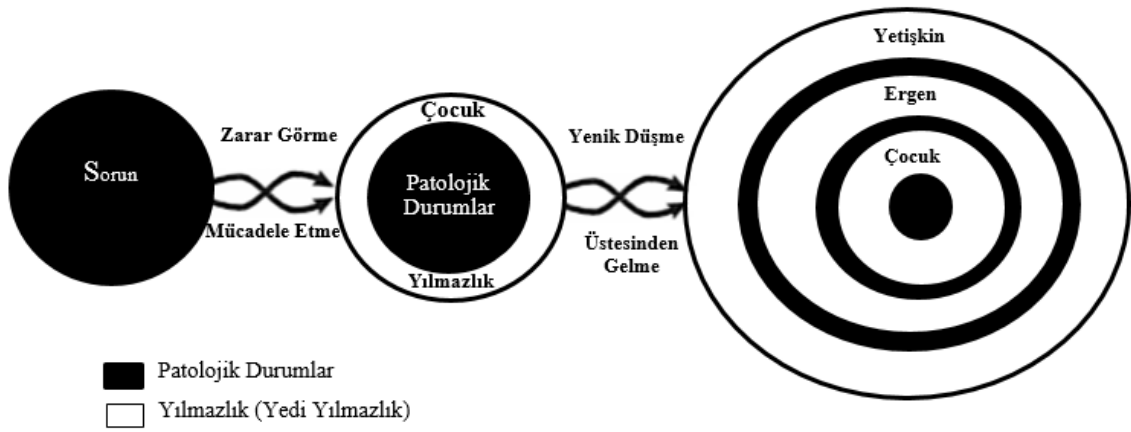 Sorun
Zarar Görme
Mücadele Etme
Çocuk
Patolojik
Durumlar
Yılmazlık
Yenik Düşme
Üstesinden
Gelme
Yetişkin
Ergen
Çocuk
Patolojik Durumlar
Yılmazlık (Yedi Yılmazlık)